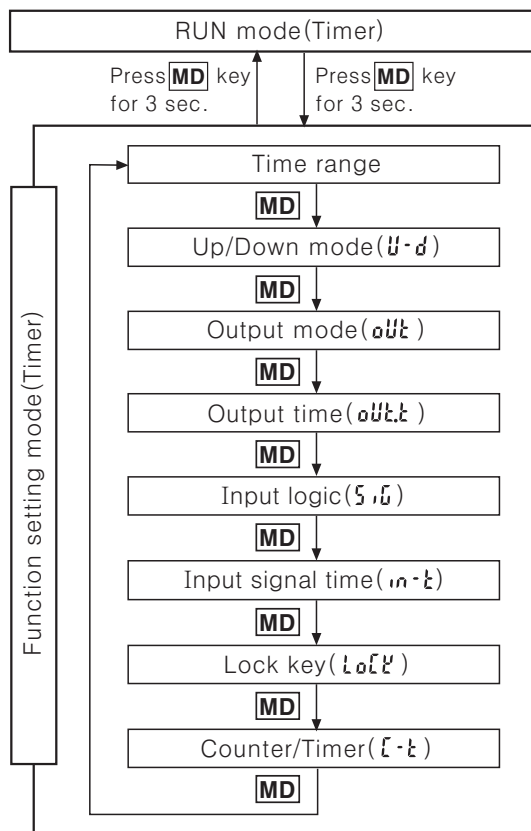 RUN mode(Timer)
Press MD key
for 3 sec.
Press MD key
for 3 sec.
Function setting mode(Timer)
Time range
MD
Up/Down mode(U-d)
MD
Output mode(oUt)
MD
Output time(oUt.t)
MD
Input logic(SiG)
MD
Input signal time(in-t)
MD
Lock key(LoCK)
MD
Counter/Timer(C-t)
MD